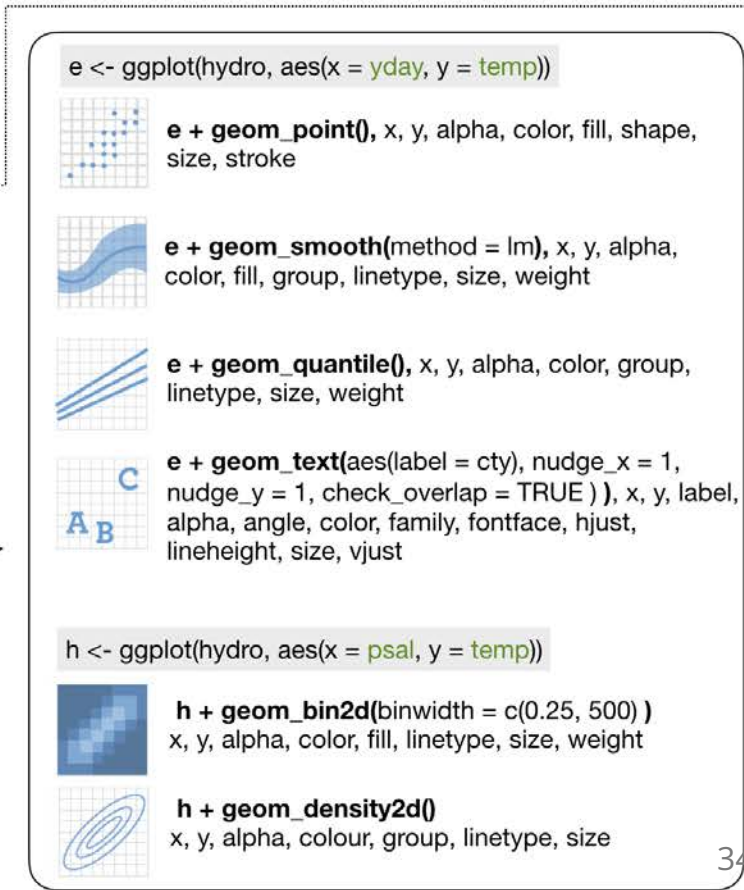 e <- ggplot(hydro, aes(x = yday, y = temp))
e + geom_point(), x, y, alpha, color, fill, shape,
size, stroke
e + geom_smooth(method = lm), x, y, alpha,
color, fill, group, linetype, size, weight
e + geom_quantile(), x, y, alpha, color, group,
linetype, size, weight
C
A B
e + geom_text(aes(label = cty), nudge_x = 1,
nudge_y = 1, check_overlap = TRUE ) ), x, y, label,
alpha, angle, color, family, fontface, hjust,
lineheight, size, vjust
h <- ggplot(hydro, aes(x = psal, y = temp))
h + geom_bin2d(binwidth = c(0.25, 500) )
x, y, alpha, color, fill, linetype, size, weight
h + geom_density2d()
x, y, alpha, colour, group, linetype, size
34